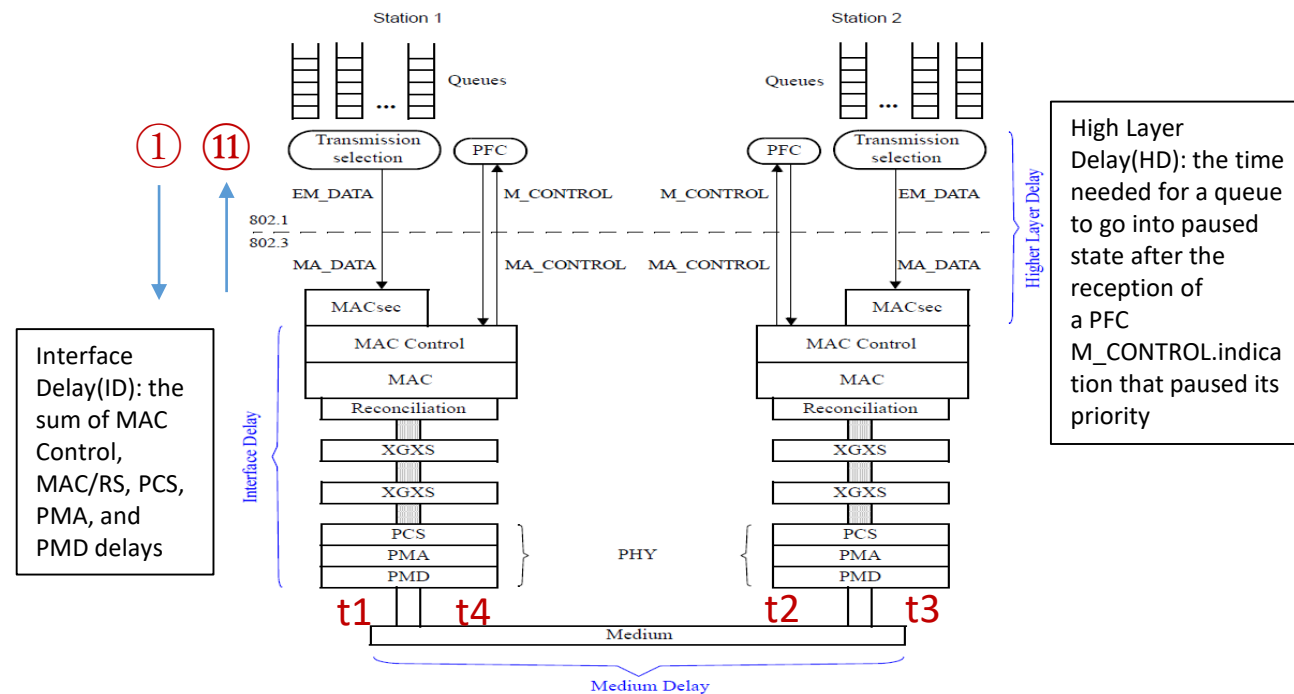 Station 1
Station 2
Queues
Queues
...
...
① ⑪
Transmission
selection
PFC
PFC
Transmission
selection
EM_DATA
M_CONTROL
M_CONTROL
EM_DATA
802.1
802.3
MA_DATA
MA_CONTROL
MA_CONTROL
MA_DATA
Higher Layer Delay
High Layer
Delay(HD): the time
needed for a queue
to go into paused
state after the
reception of
a PFC
M_CONTROL.indica
tion that paused its
priority
MACsec
MAC Control
MAC
Reconciliation
XGXS
XGXS
PCS
PMA
PMD
MACsec
MAC Control
MAC
Reconciliation
XGXS
XGXS
PCS
PMA
PMD
PHY
Interface Delay
Interface
Delay(ID): the
sum of MAC
Control,
MAC/RS, PCS,
PMA, and
PMD delays
t1
t4
t2
t3
Medium
Medium Delay